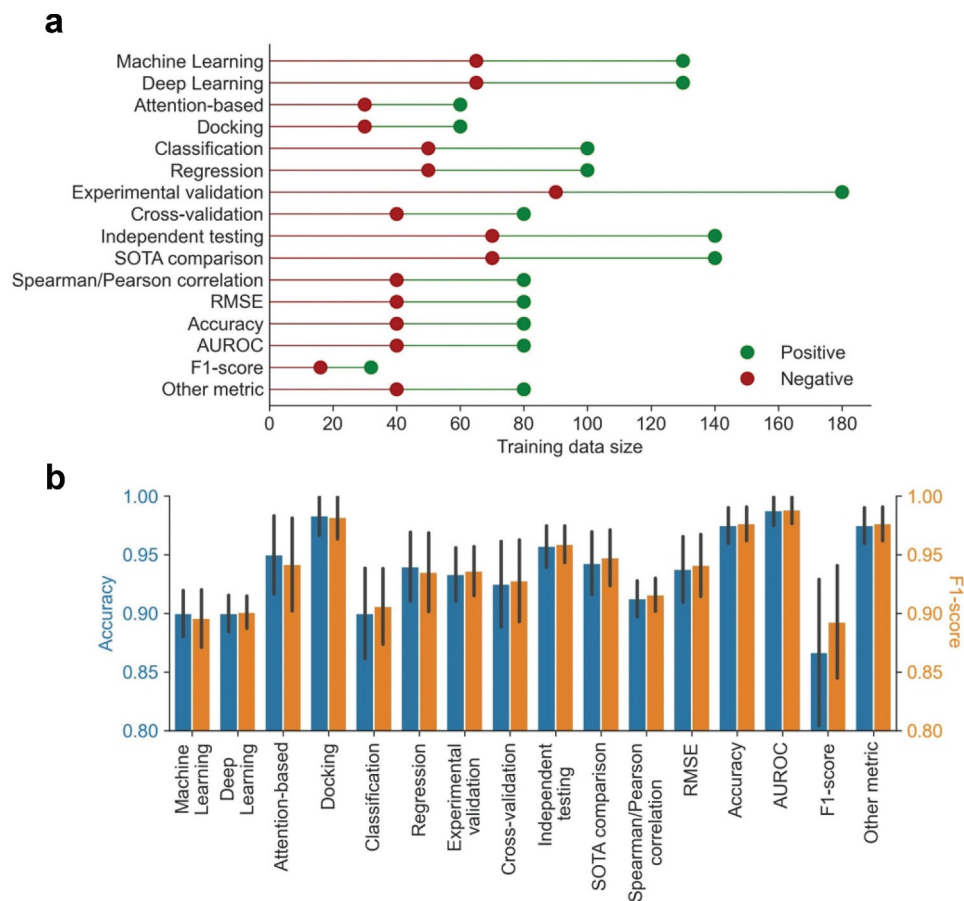 a
Machine Learning
Deep Learning
Attention-based
Docking
Classification
Regression
Experimental validation
Cross-validation
Independent testing
SOTA comparison
Spearman/Pearson correlation
RMSE
Accuracy
AUROC
F1-score
Other metric
Positive
Negative
0 20 40 60 80 100 120 140 160 180
Training data size
b
1.00
0.95
0.90
0.85
0.80
Accuracy
1.00
0.95
0.90
0.85
0.80
F1-score
Machine
Learning
Deep
Learning
Attention-based
Docking
Classification
Regression
Experimental
validation
Cross-validation
Independent
testing
SOTA comparison
Spearman/Pearson
correlation
RMSE
Accuracy
AUROC
F1-score
Other metric